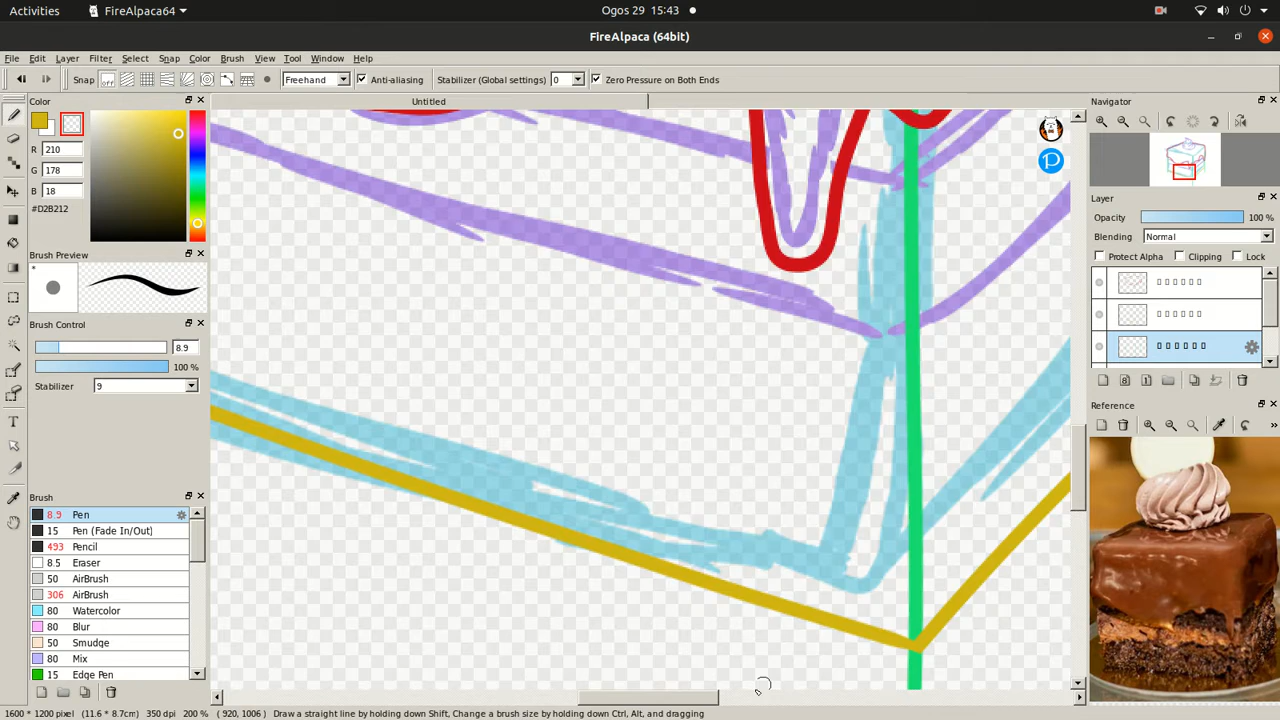 Activities FireAlpaca64 Ogos 29 15:43
FireAlpaca (64bit)
File Edit Layer Filter Select Snap Color Brush View Tool Window Help
Snap off Freehand Anti-aliasing Stabilizer (Global settings) 0 Zero Pressure on Both Ends
Color
R 210
G 178
B 18
#D2B212
Brush Preview
*
Brush Control
8.9
100 %
Stabilizer 9
Brush
8.9 Pen
15 Pen (Fade In/Out)
493 Pencil
8.5 Eraser
50 AirBrush
306 AirBrush
80 Watercolor
80 Blur
50 Smudge
80 Mix
15 Edge Pen
Untitled
Navigator
Layer
Opacity 100 %
Blending Normal
Protect Alpha Clipping Lock
Reference
1600 * 1200 pixel (11.6 * 8.7cm) 350 dpi 200 % ( 920, 1006 ) Draw a straight line by holding down Shift, Change a brush size by holding down Ctrl, Alt, and dragging